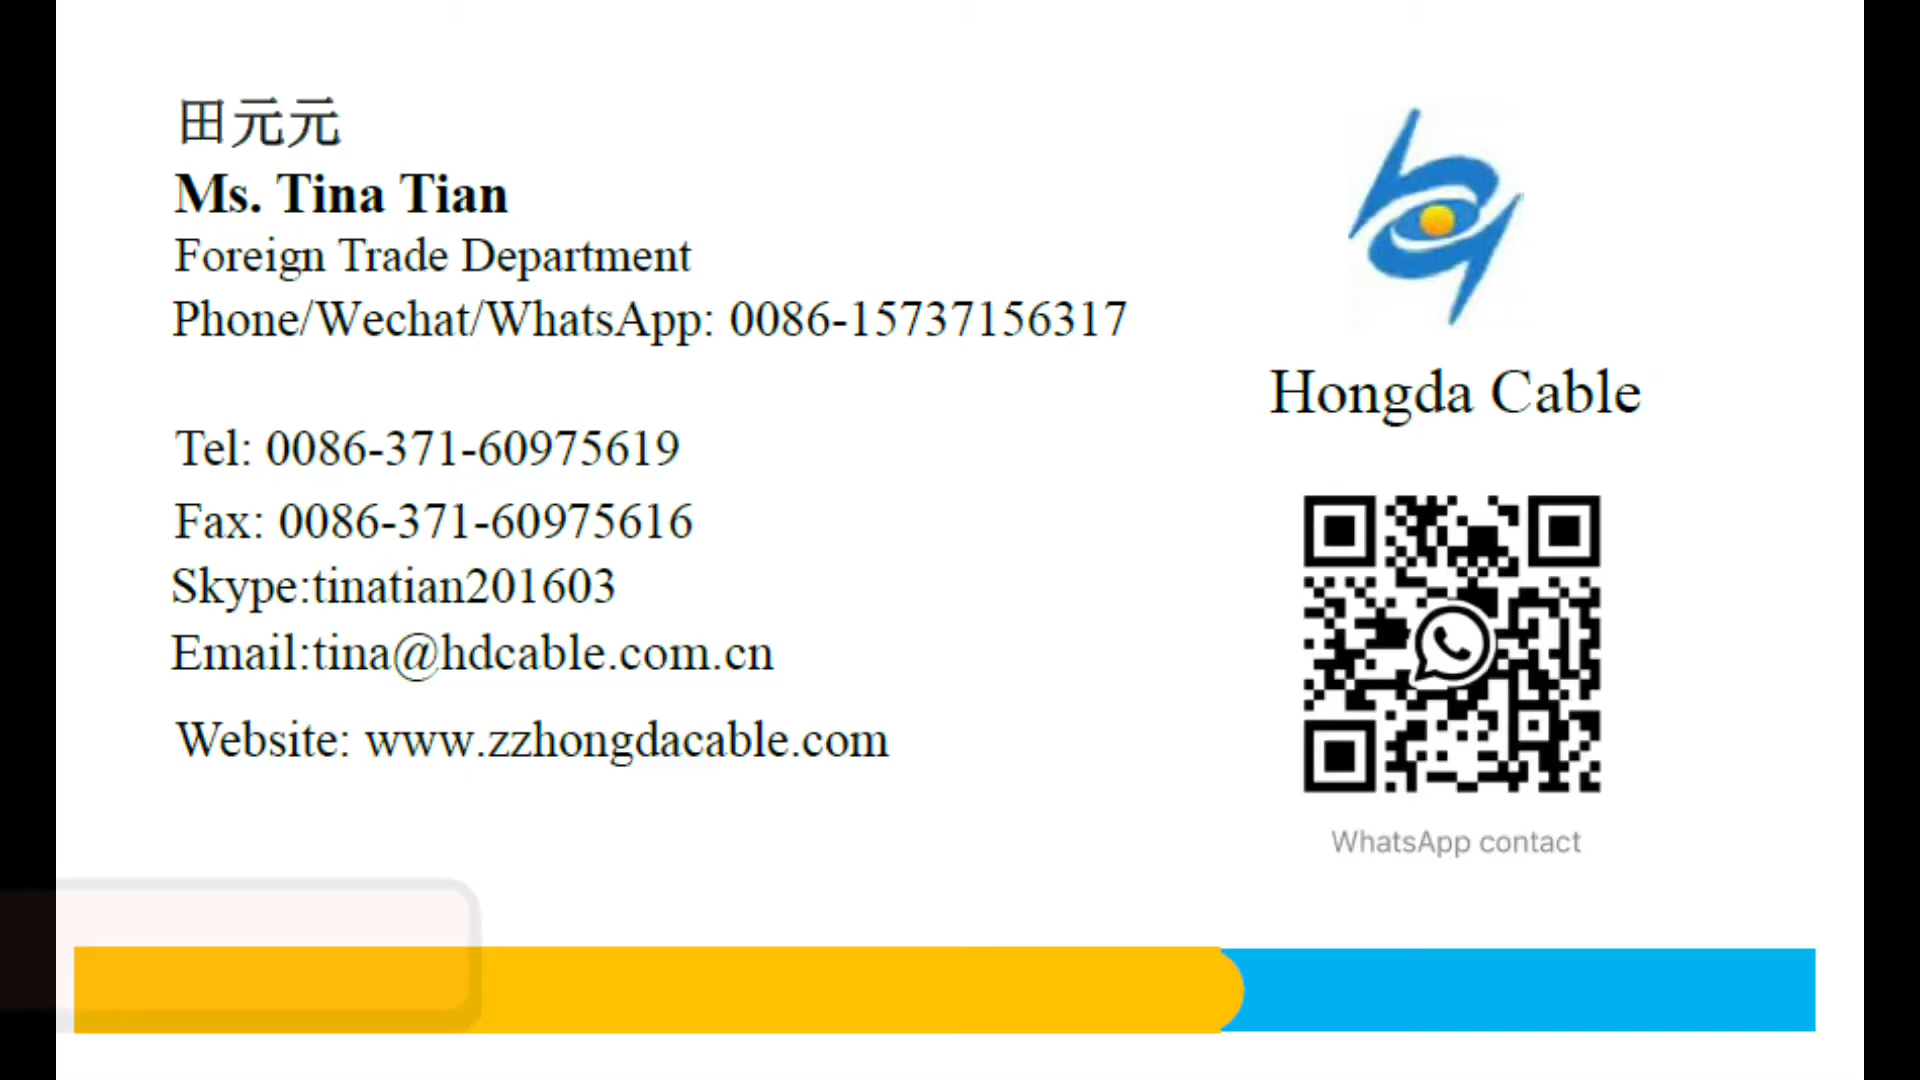 田元元
Ms. Tina Tian
Foreign Trade Department
Phone/Wechat/WhatsApp: 0086-15737156317
Tel: 0086-371-60975619
Fax: 0086-371-60975616
Skype:tinatian201603
Email:tina@hdcable.com.cn
Website: www.zzhongdacable.com
Hongda Cable
WhatsApp contact